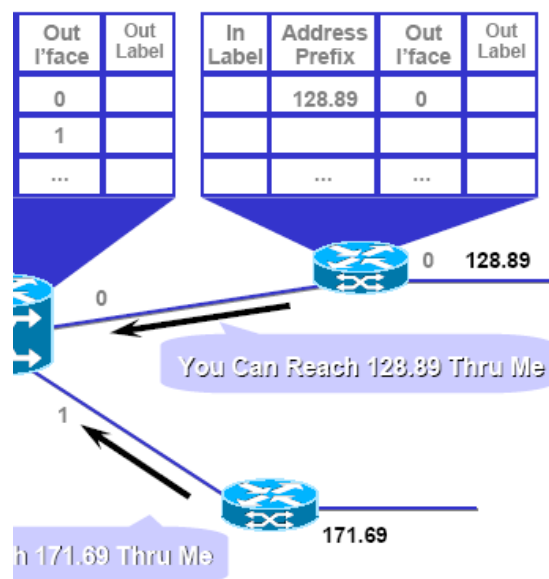 Out I'face
Out Label
0
1
...
In Label
Address Prefix
Out I'face
Out Label
128.89
0
...
...
0
128.89
0
You Can Reach 128.89 Thru Me
1
171.69
h 171.69 Thru Me